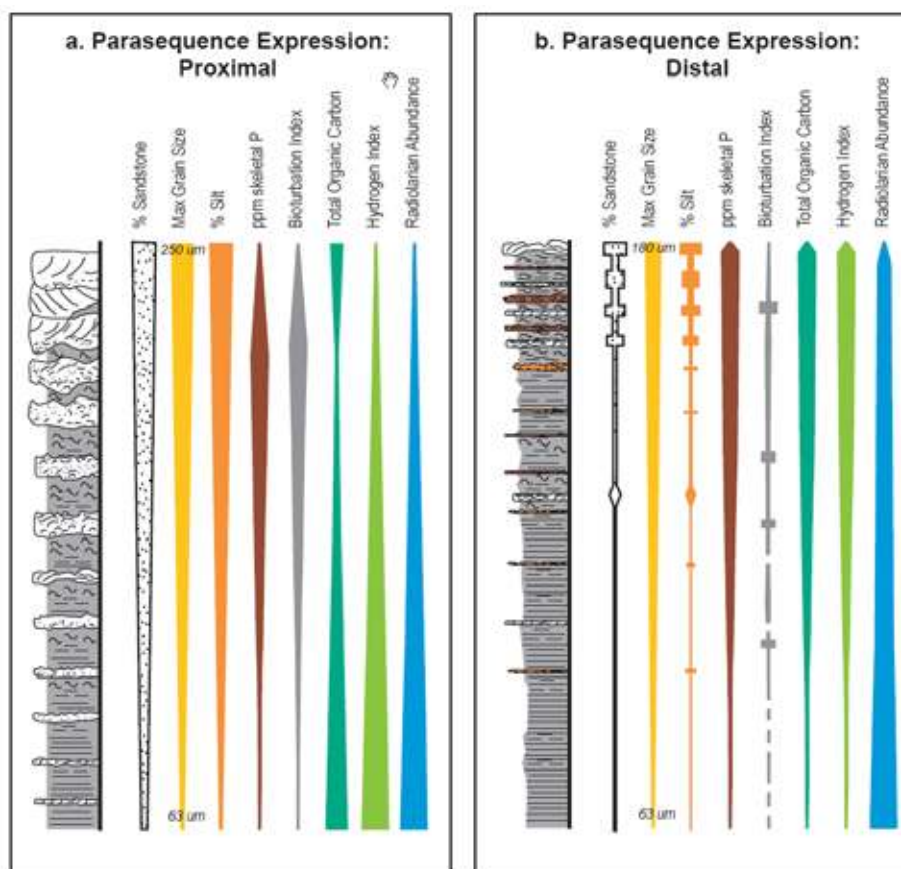 a. Parasequence Expression:
Proximal
% Sandstone
Max Grain Size
% Silt
ppm skeletal P
Bioturbation Index
Total Organic Carbon
Hydrogen Index
Radiolarian Abundance
250 um
63 um
b. Parasequence Expression:
Distal
% Sandstone
Max Grain Size
% Silt
ppm skeletal P
Bioturbation Index
Total Organic Carbon
Hydrogen Index
Radiolarian Abundance
180 um
63 um